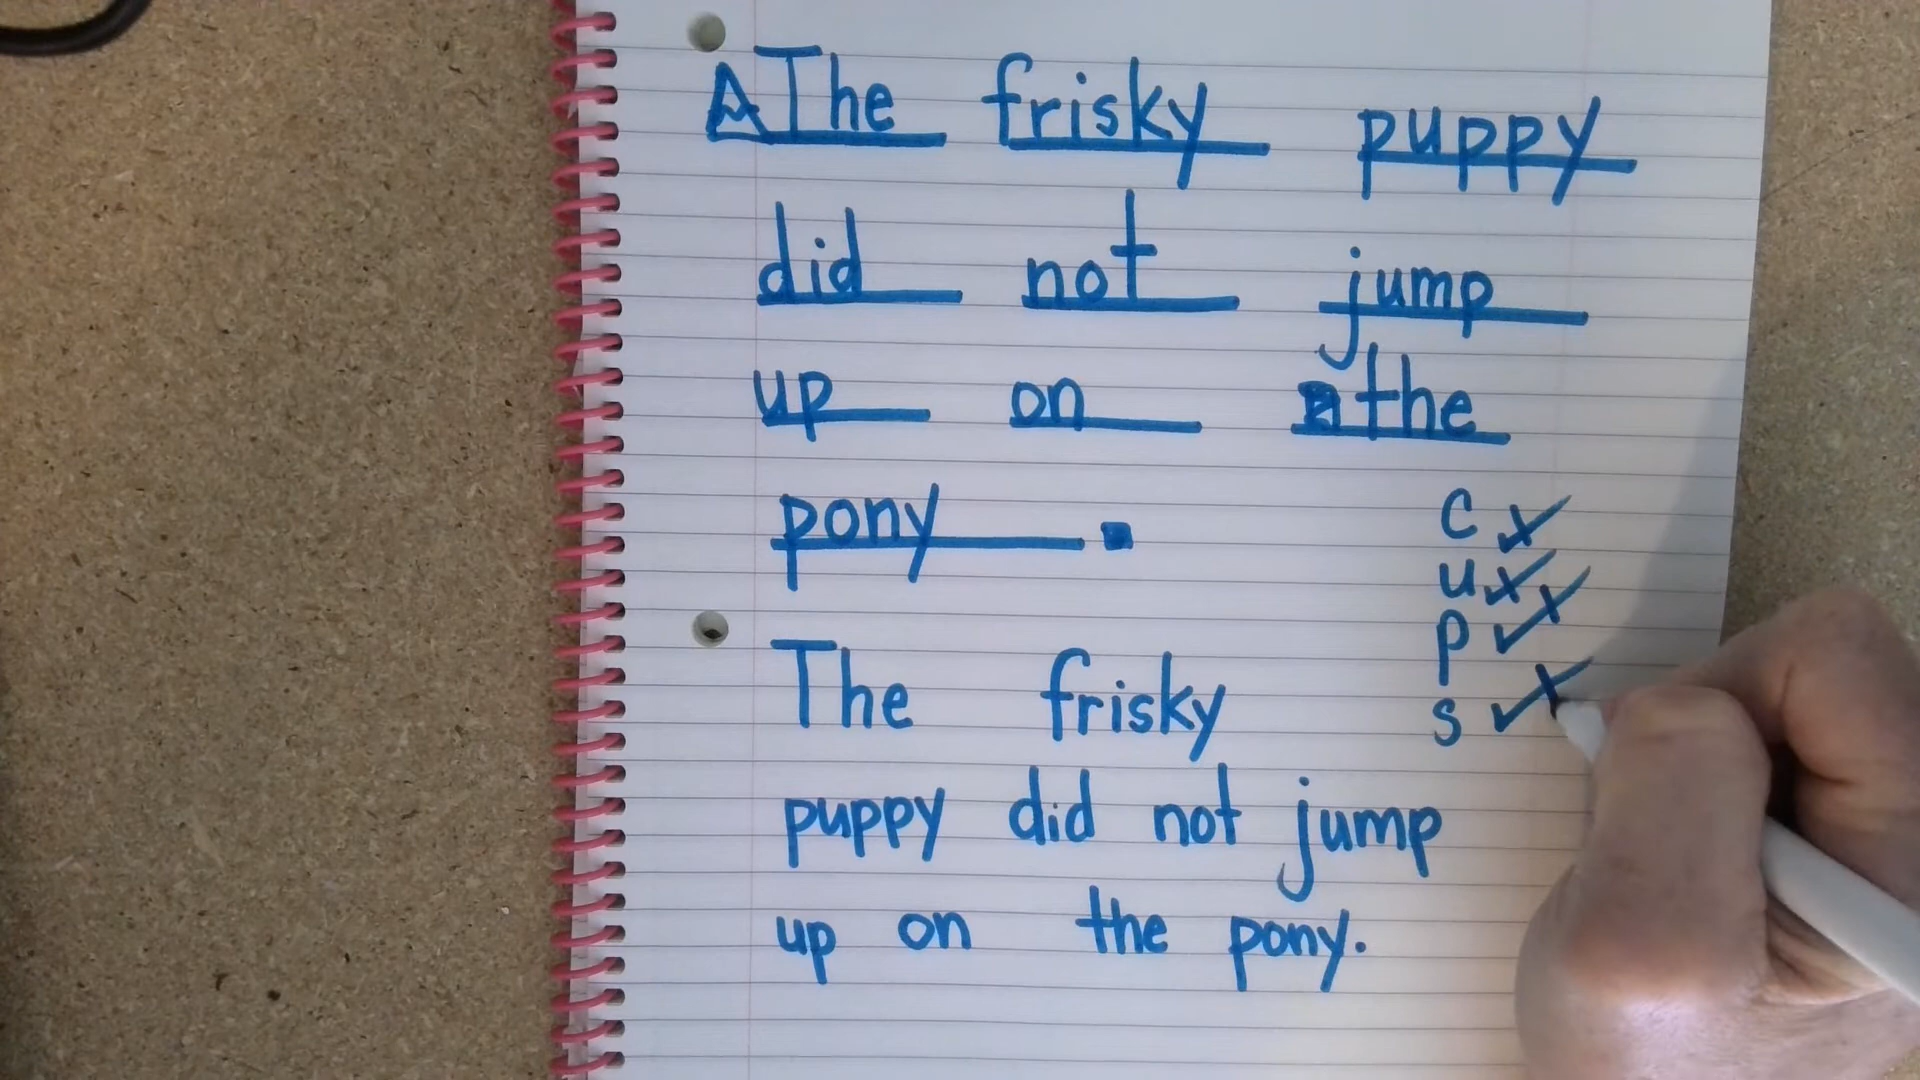 A The frisky puppy
did not jump
up on a the
pony .
c
u
p
s
The frisky
puppy did not jump
up on the pony.